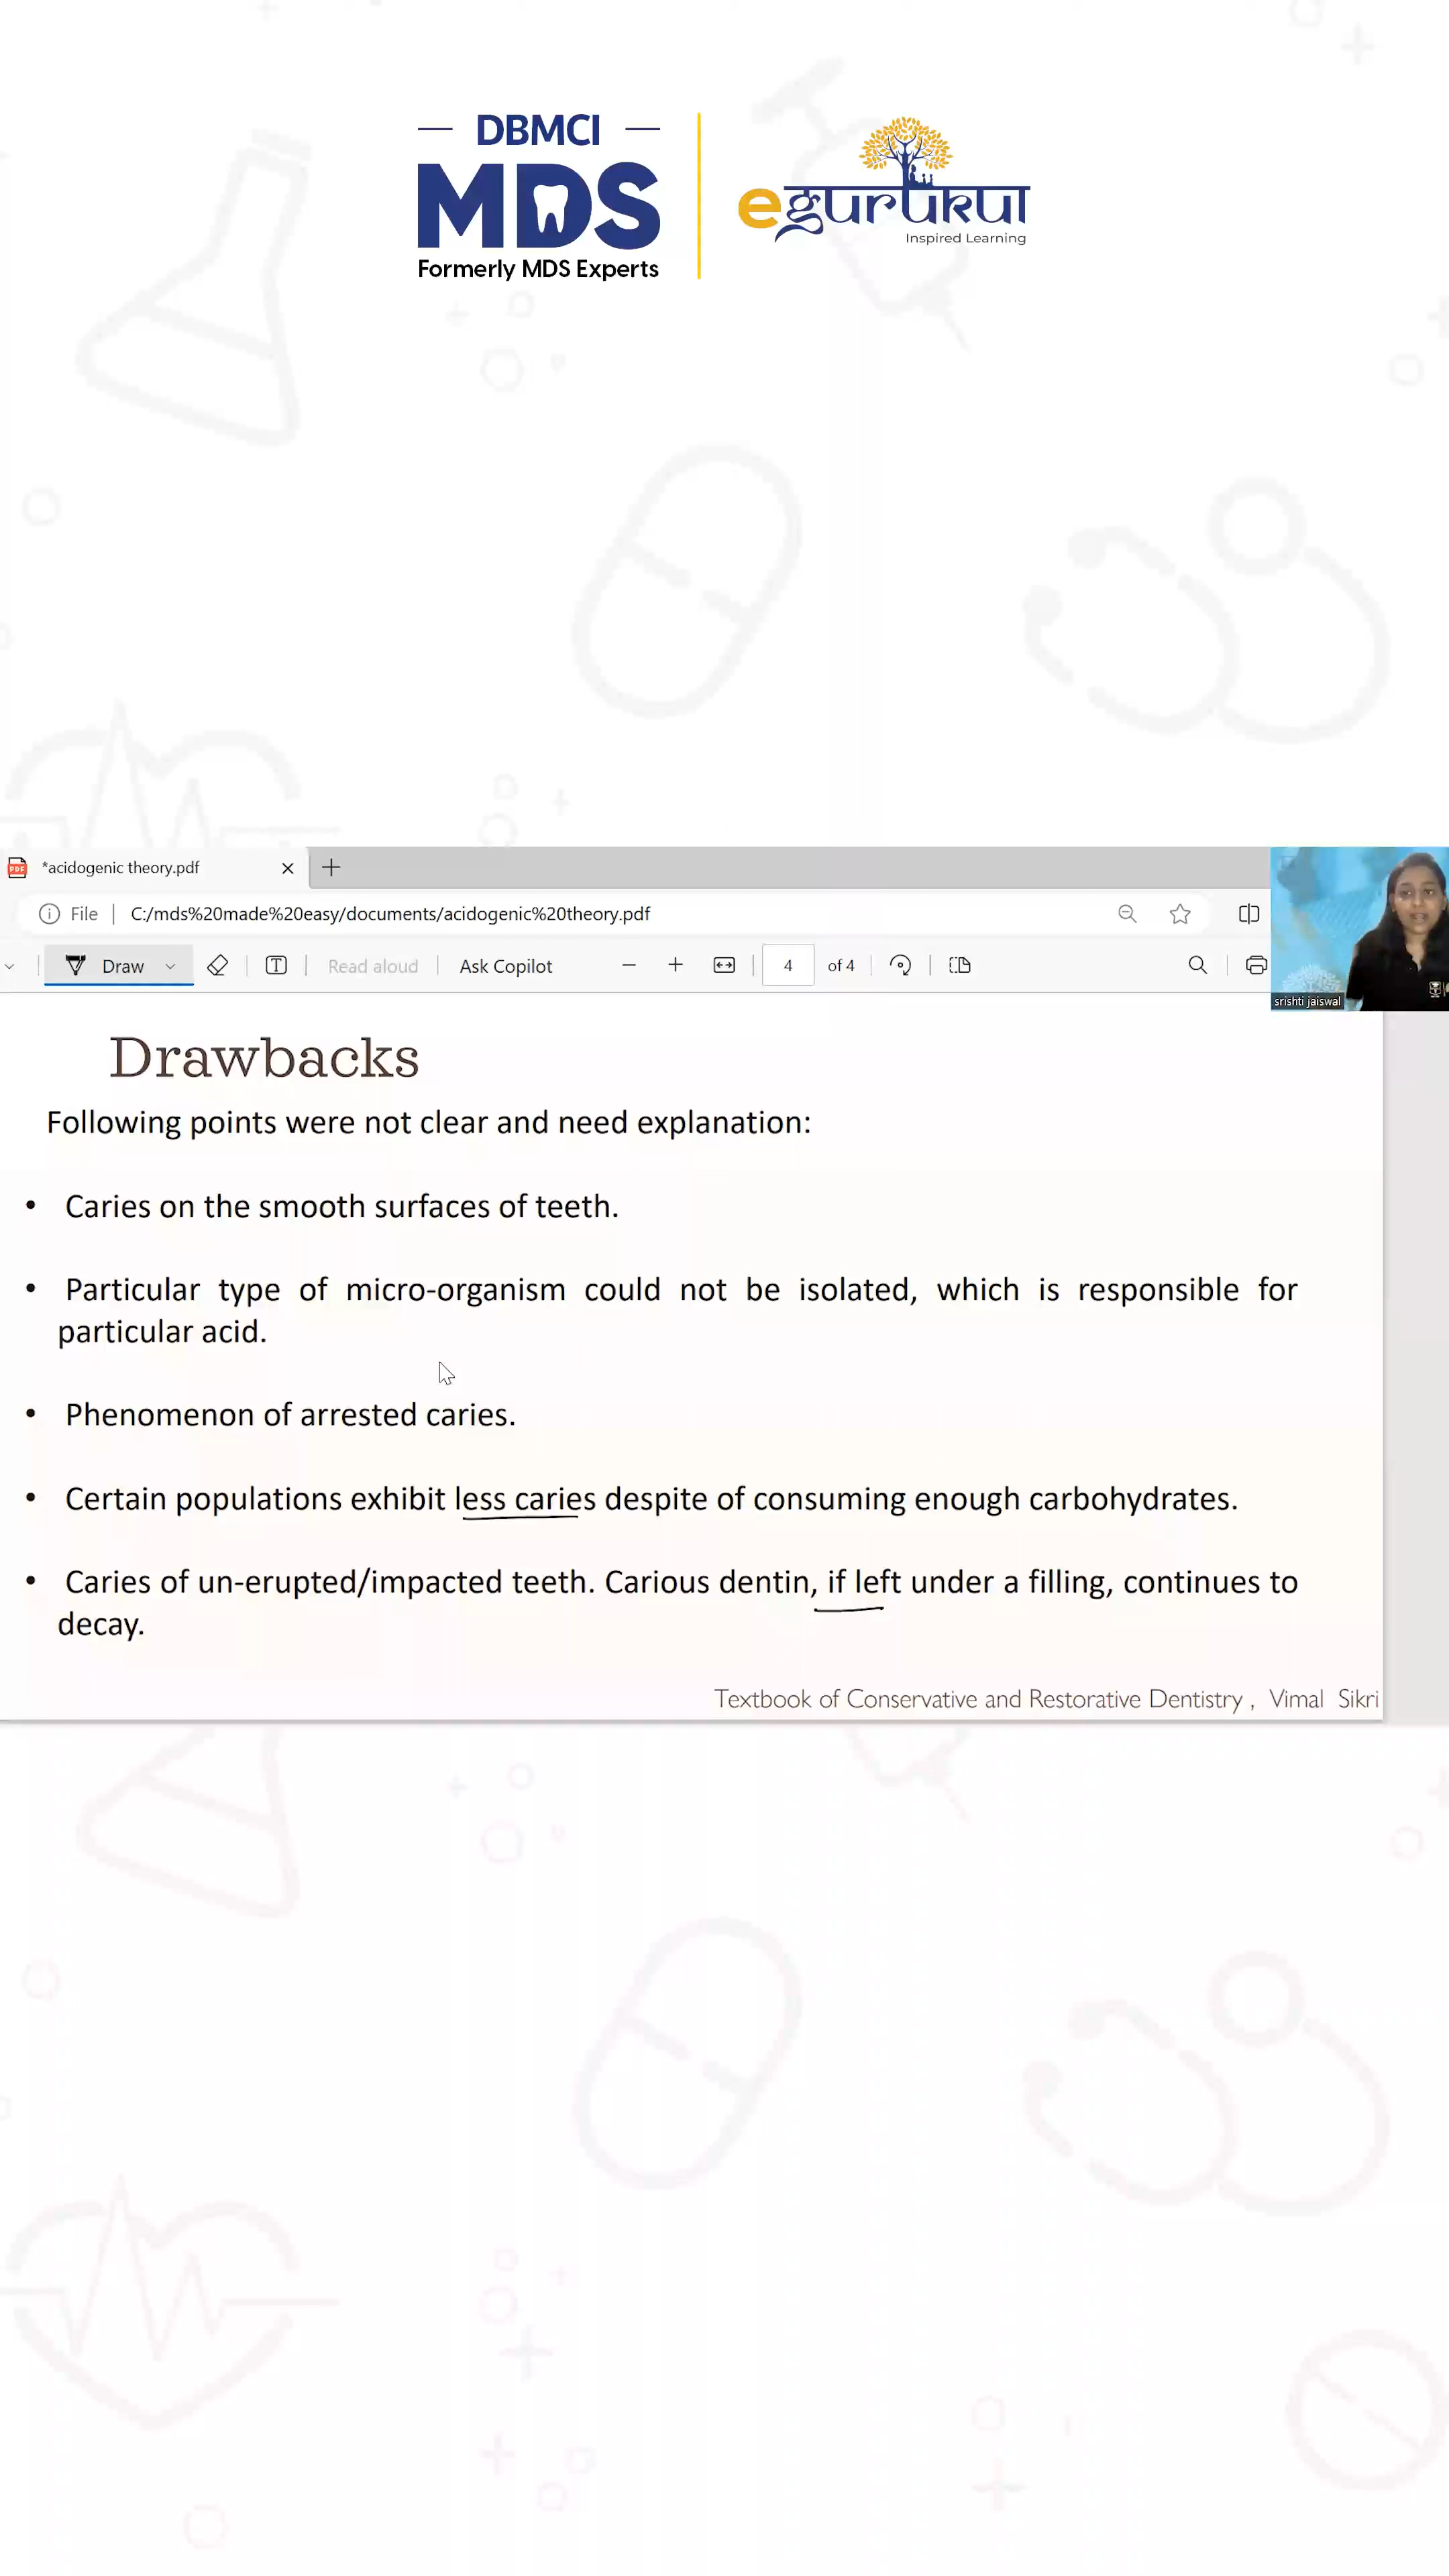 DBMCI
MDS
Formerly MDS Experts
egurukul
Inspired Learning
*acidogenic theory.pdf
File
C:/mds%20made%20easy/documents/acidogenic%20theory.pdf
Draw
Read aloud
Ask Copilot
4
of 4
srishti jaiswal
Drawbacks
Following points were not clear and need explanation:
• Caries on the smooth surfaces of teeth.
• Particular type of micro-organism could not be isolated, which is responsible for
particular acid.
• Phenomenon of arrested caries.
• Certain populations exhibit less caries despite of consuming enough carbohydrates.
• Caries of un-erupted/impacted teeth. Carious dentin, if left under a filling, continues to
decay.
Textbook of Conservative and Restorative Dentistry , Vimal Sikri